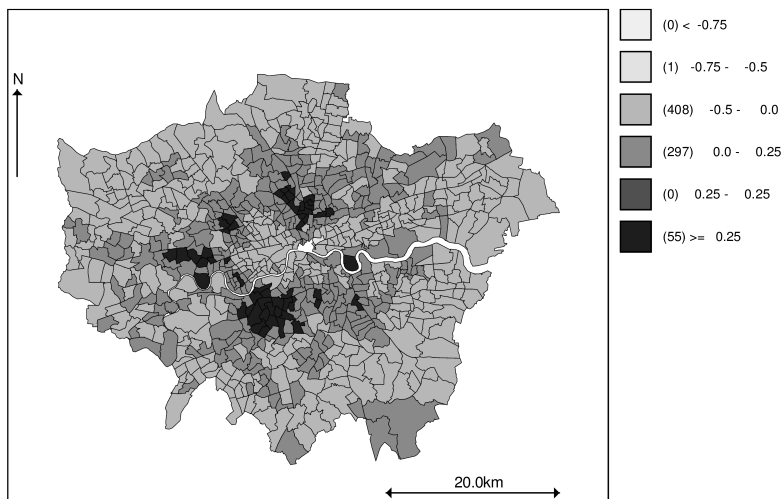 N
20.0km
(0) < -0.75
(1) -0.75 - -0.5
(408) -0.5 - 0.0
(297) 0.0 - 0.25
(0) 0.25 - 0.25
(55) >= 0.25